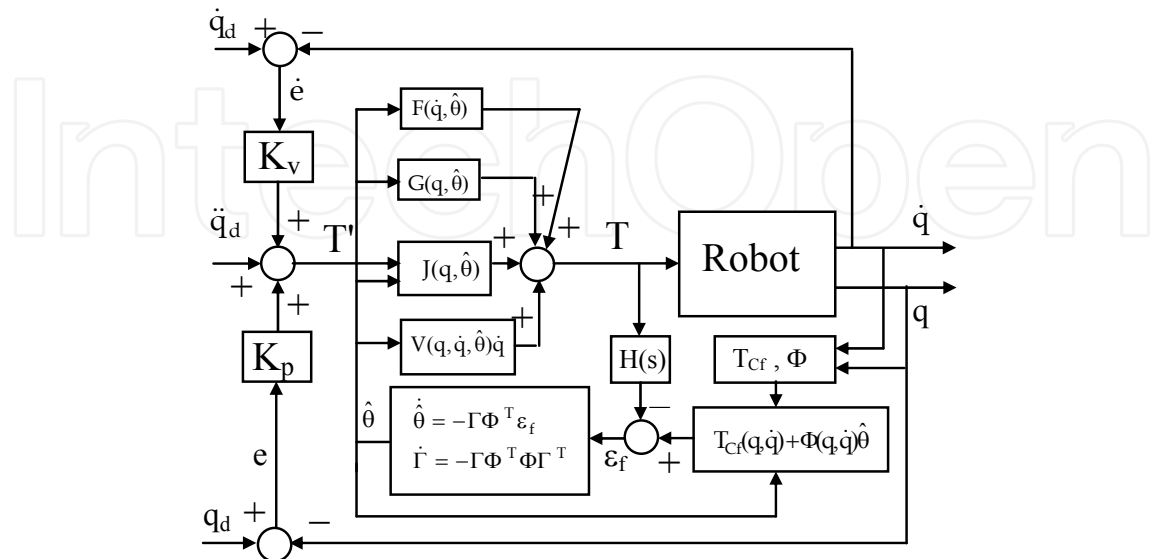 IntechOpen
q̇d + −
ė
Kv
+
q̈d
+
+
T'
Kp
e
qd + −
F(q̇,θ̂)
G(q,θ̂)
J(q,θ̂)
V(q,q̇,θ̂)q̇
+
+
+
+
T
Robot
q̇
q
H(s)
TCf , Φ
−
θ̂
θ̂̇ = −ΓΦᵀεf
Γ̇ = −ΓΦᵀΦΓᵀ
εf
+
TCf(q,q̇)+Φ(q,q̇)θ̂